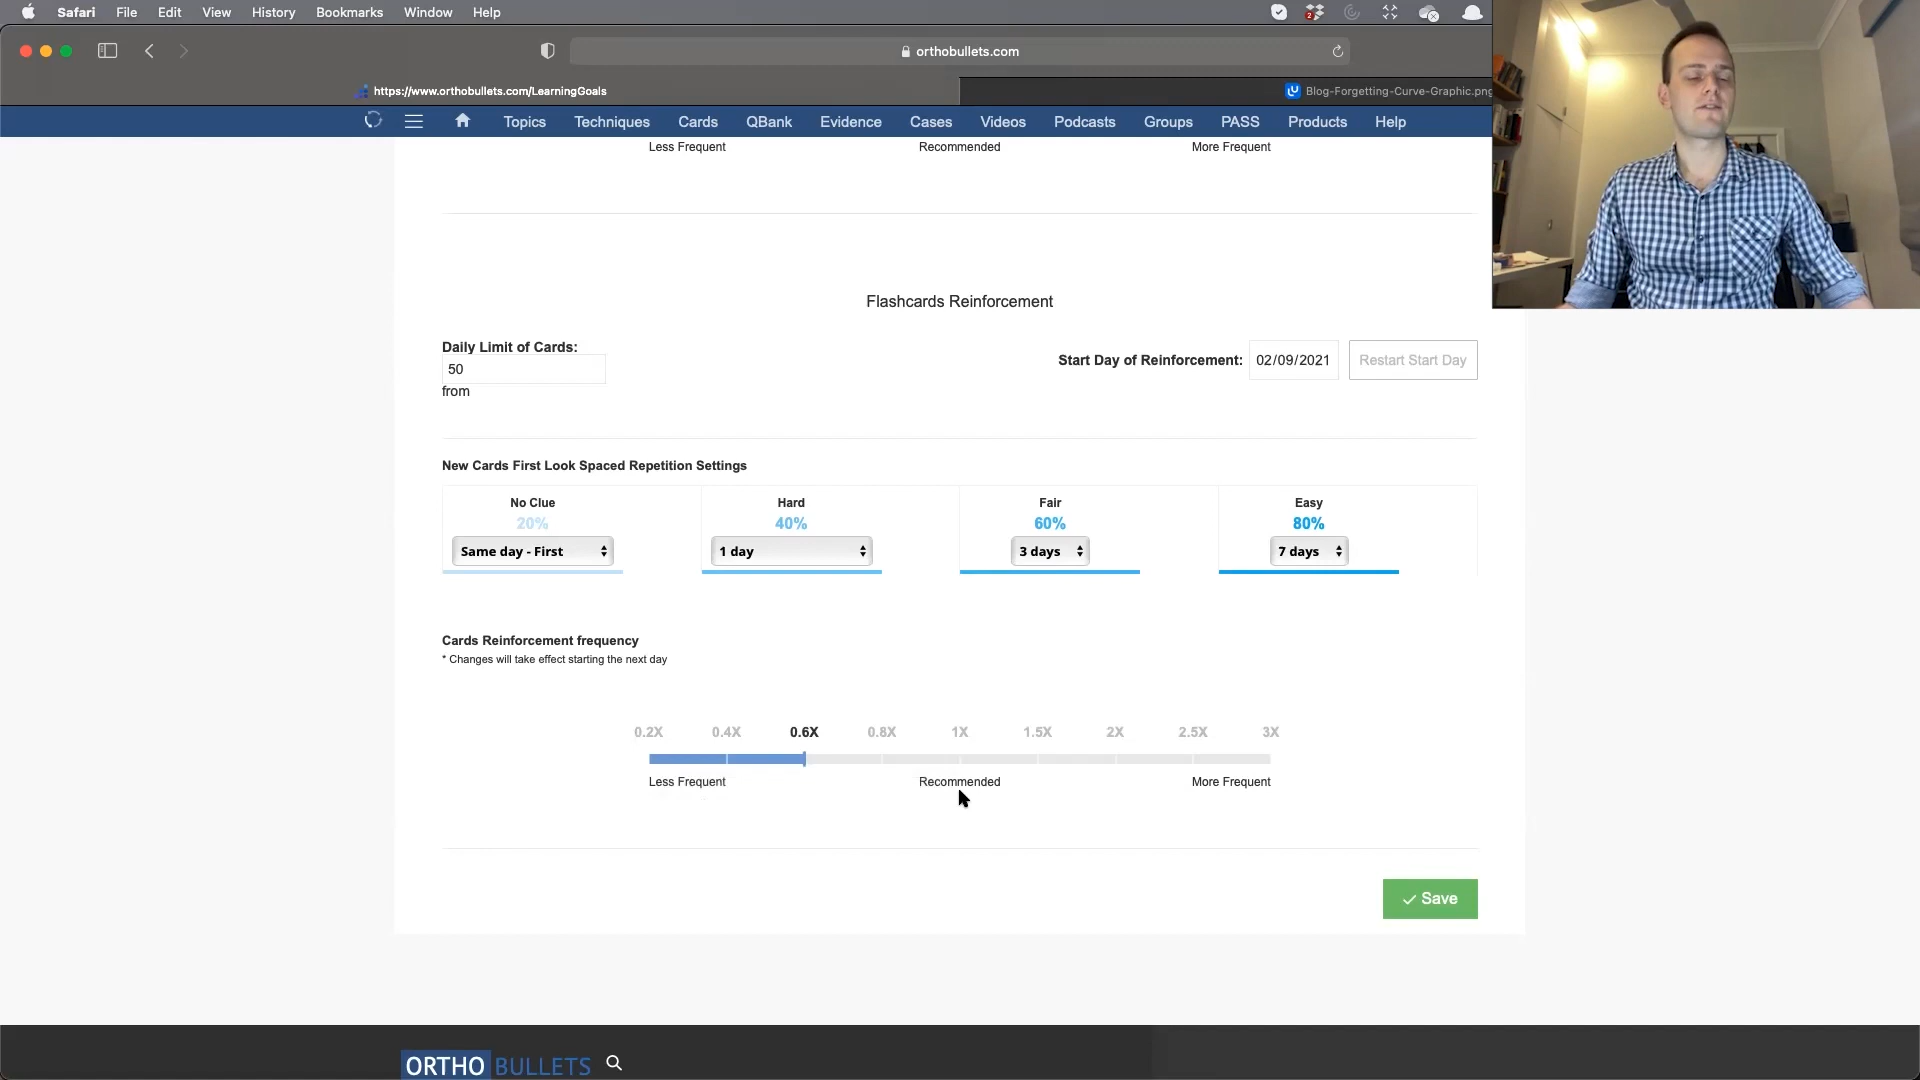 Safari File Edit View History Bookmarks Window Help
2
orthobullets.com
https://www.orthobullets.com/LearningGoals
Blog-Forgetting-Curve-Graphic.png
Topics Techniques Cards QBank Evidence Cases Videos Podcasts Groups PASS Products Help
Less Frequent Recommended More Frequent
Flashcards Reinforcement
Daily Limit of Cards:
50
from
Start Day of Reinforcement: 02/09/2021 Restart Start Day
New Cards First Look Spaced Repetition Settings
No Clue Hard Fair Easy
20% 40% 60% 80%
Same day - First 1 day 3 days 7 days
Cards Reinforcement frequency
* Changes will take effect starting the next day
0.2X 0.4X 0.6X 0.8X 1X 1.5X 2X 2.5X 3X
Less Frequent Recommended More Frequent
Save
ORTHO BULLETS